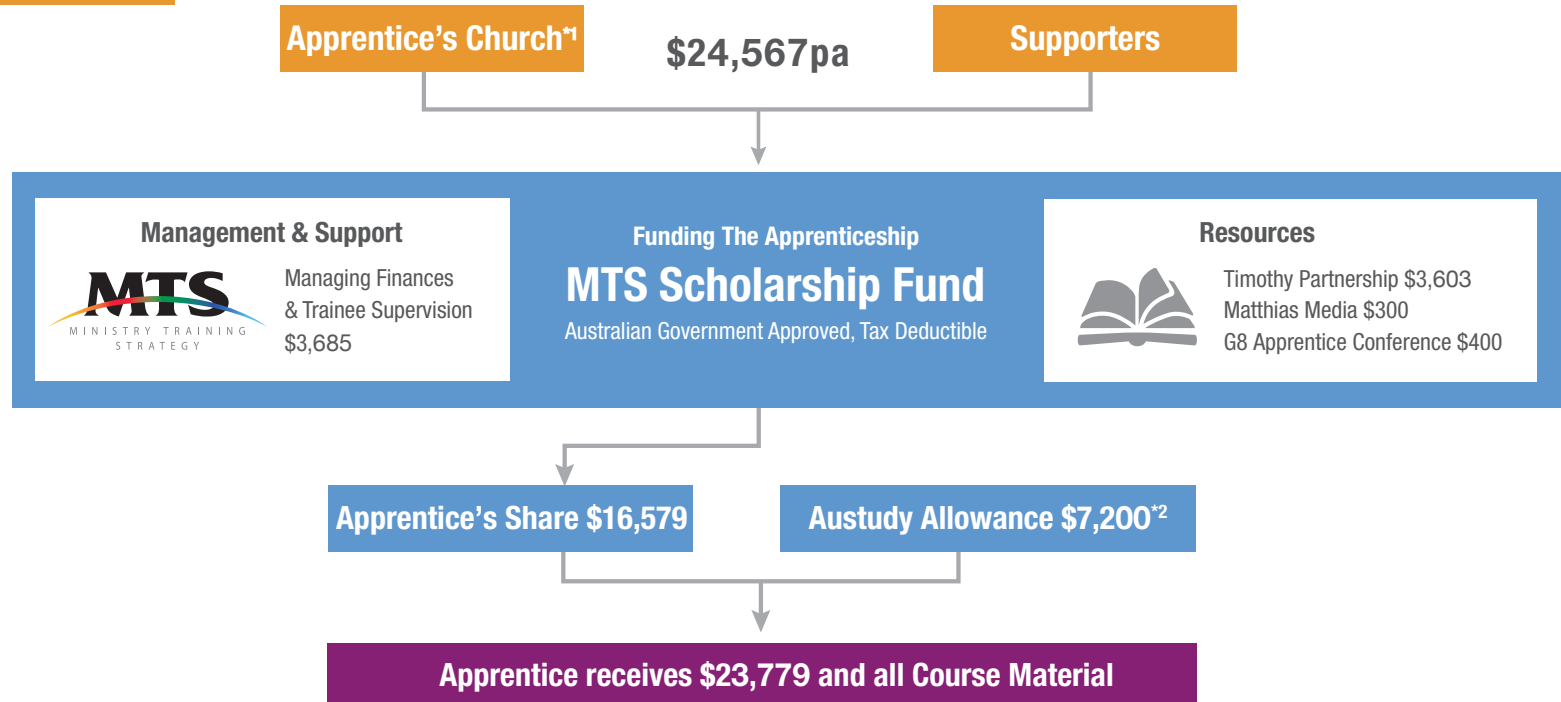 Apprentice's Church*1
$24,567pa
Supporters
Management & Support
MTS
MINISTRY TRAINING
STRATEGY
Managing Finances
& Trainee Supervision
$3,685
Funding The Apprenticeship
MTS Scholarship Fund
Australian Government Approved, Tax Deductible
Resources
Timothy Partnership $3,603
Matthias Media $300
G8 Apprentice Conference $400
Apprentice's Share $16,579
Austudy Allowance $7,200*2
Apprentice receives $23,779 and all Course Material